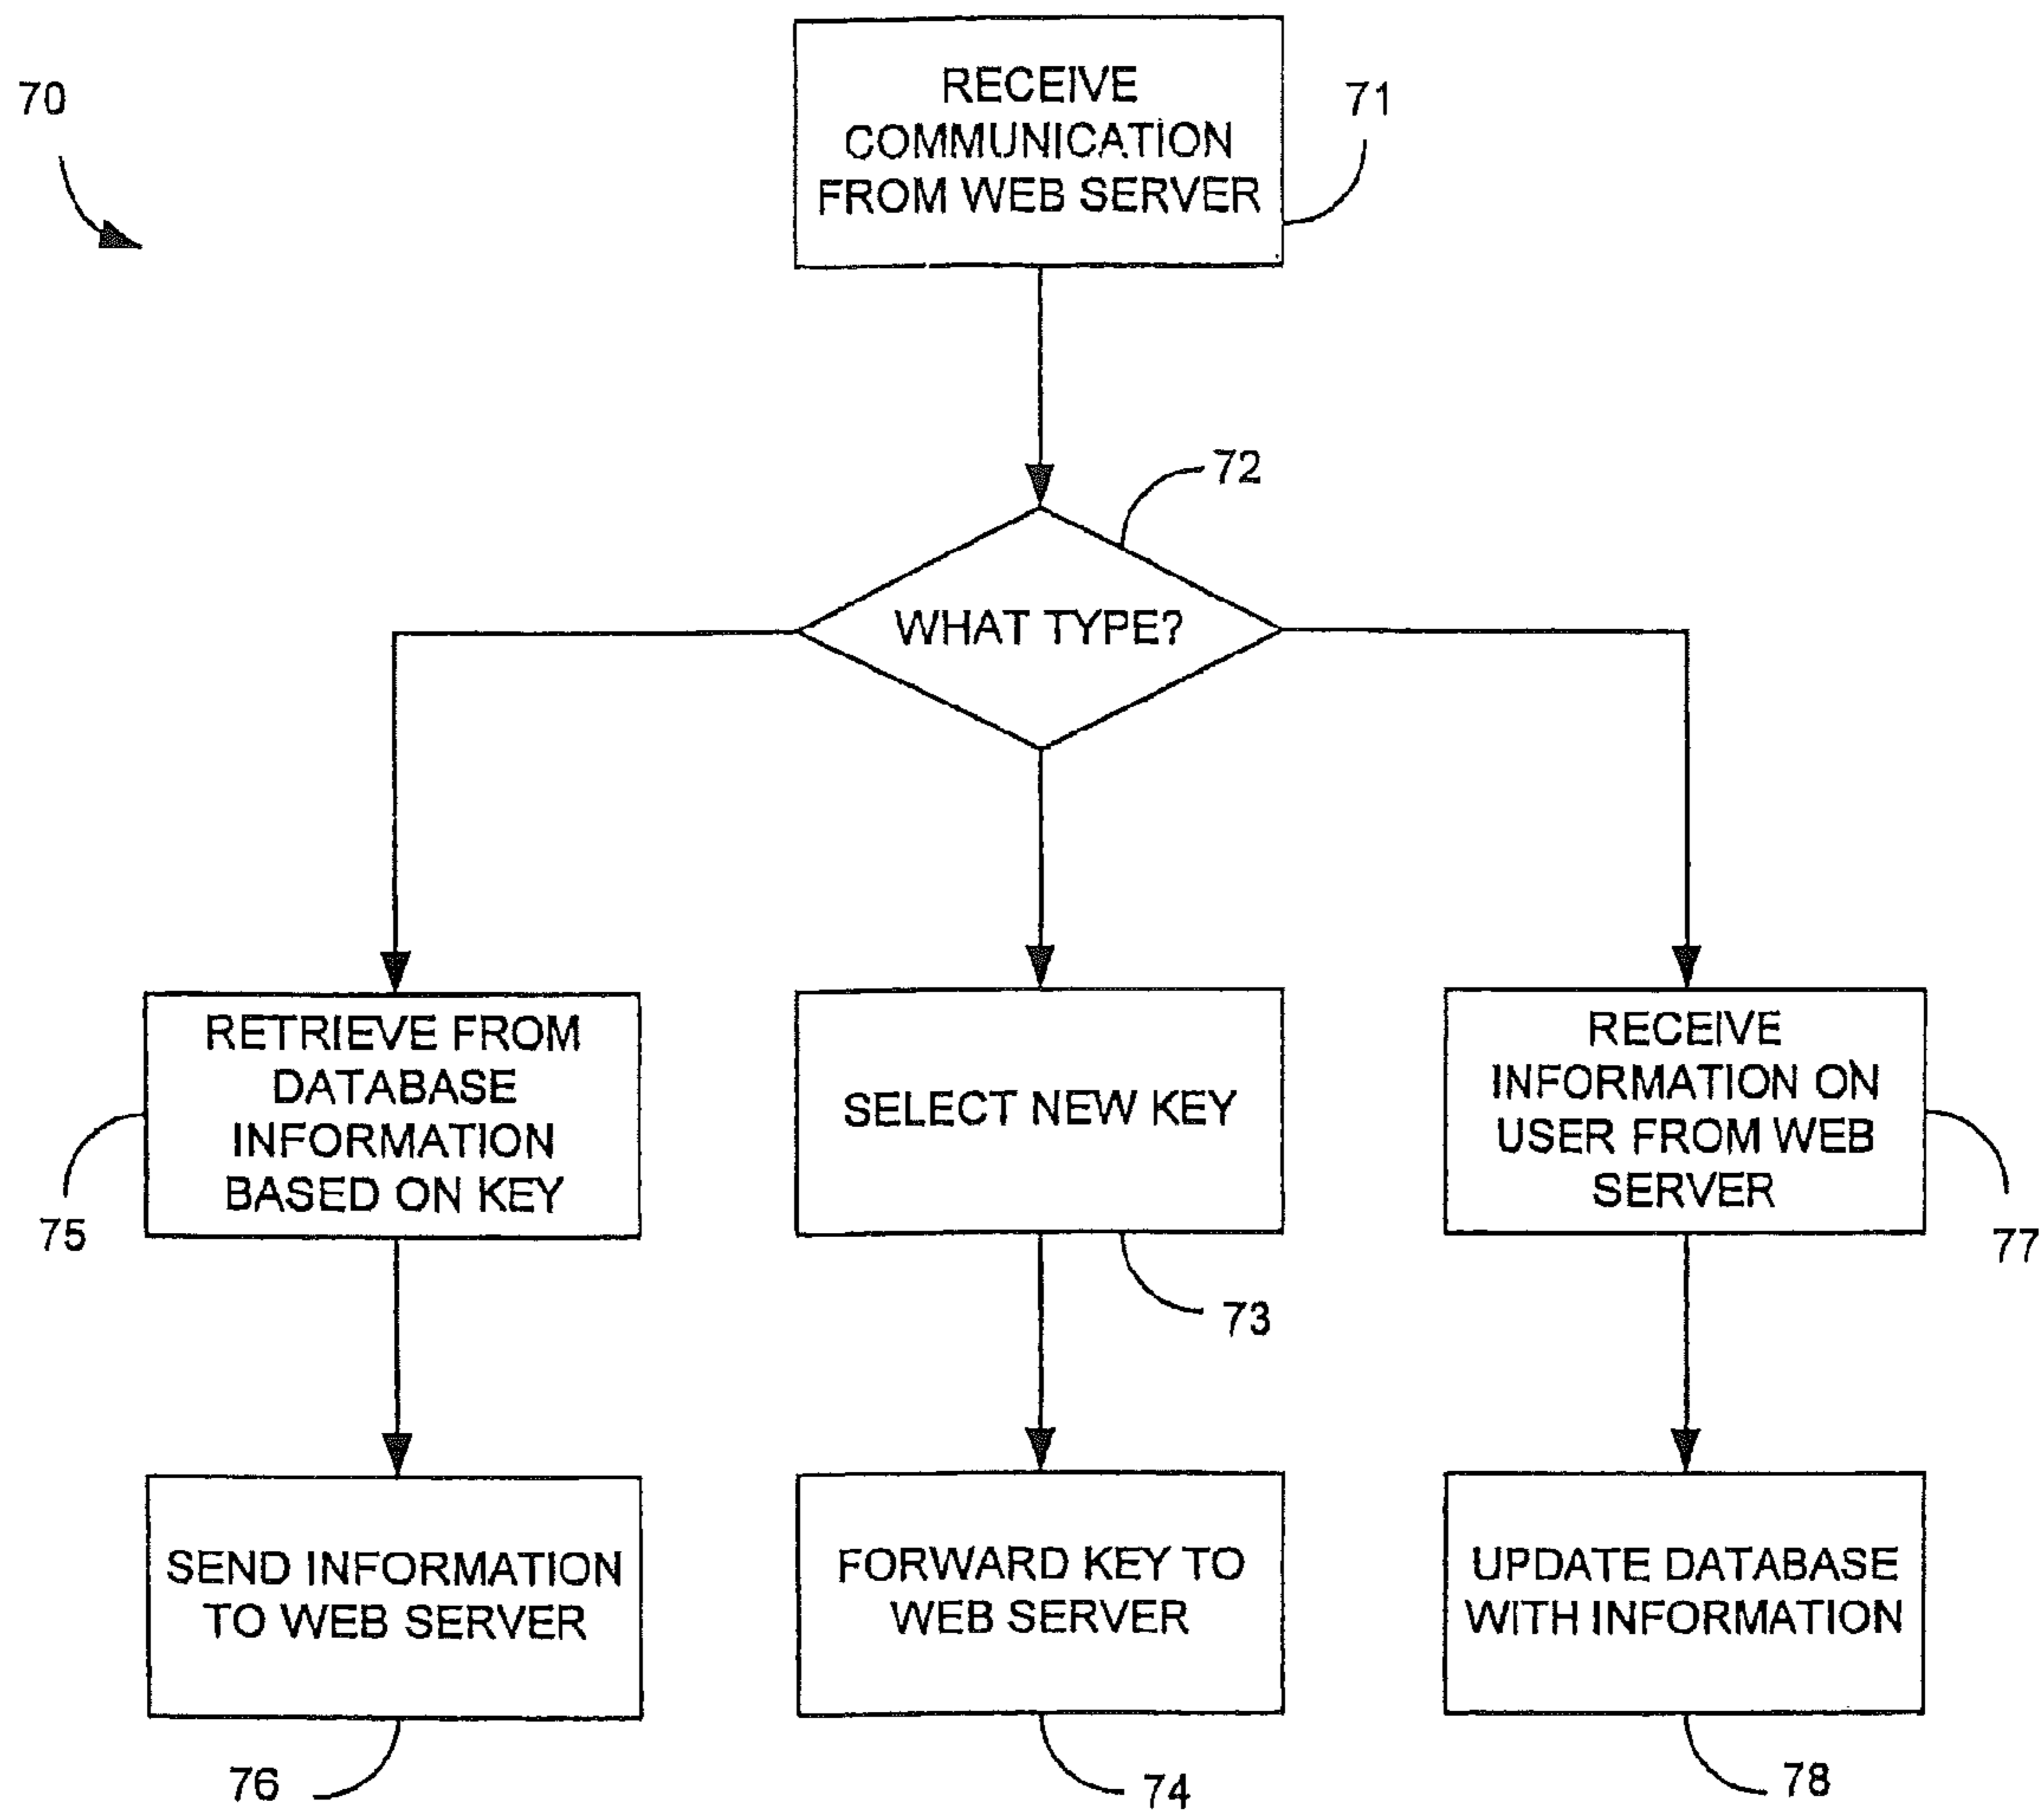 70
RECEIVE
COMMUNICATION
FROM WEB SERVER
71
72
WHAT TYPE?
RETRIEVE FROM
DATABASE
INFORMATION
BASED ON KEY
75
SELECT NEW KEY
73
RECEIVE
INFORMATION ON
USER FROM WEB
SERVER
77
SEND INFORMATION
TO WEB SERVER
76
FORWARD KEY TO
WEB SERVER
74
UPDATE DATABASE
WITH INFORMATION
78